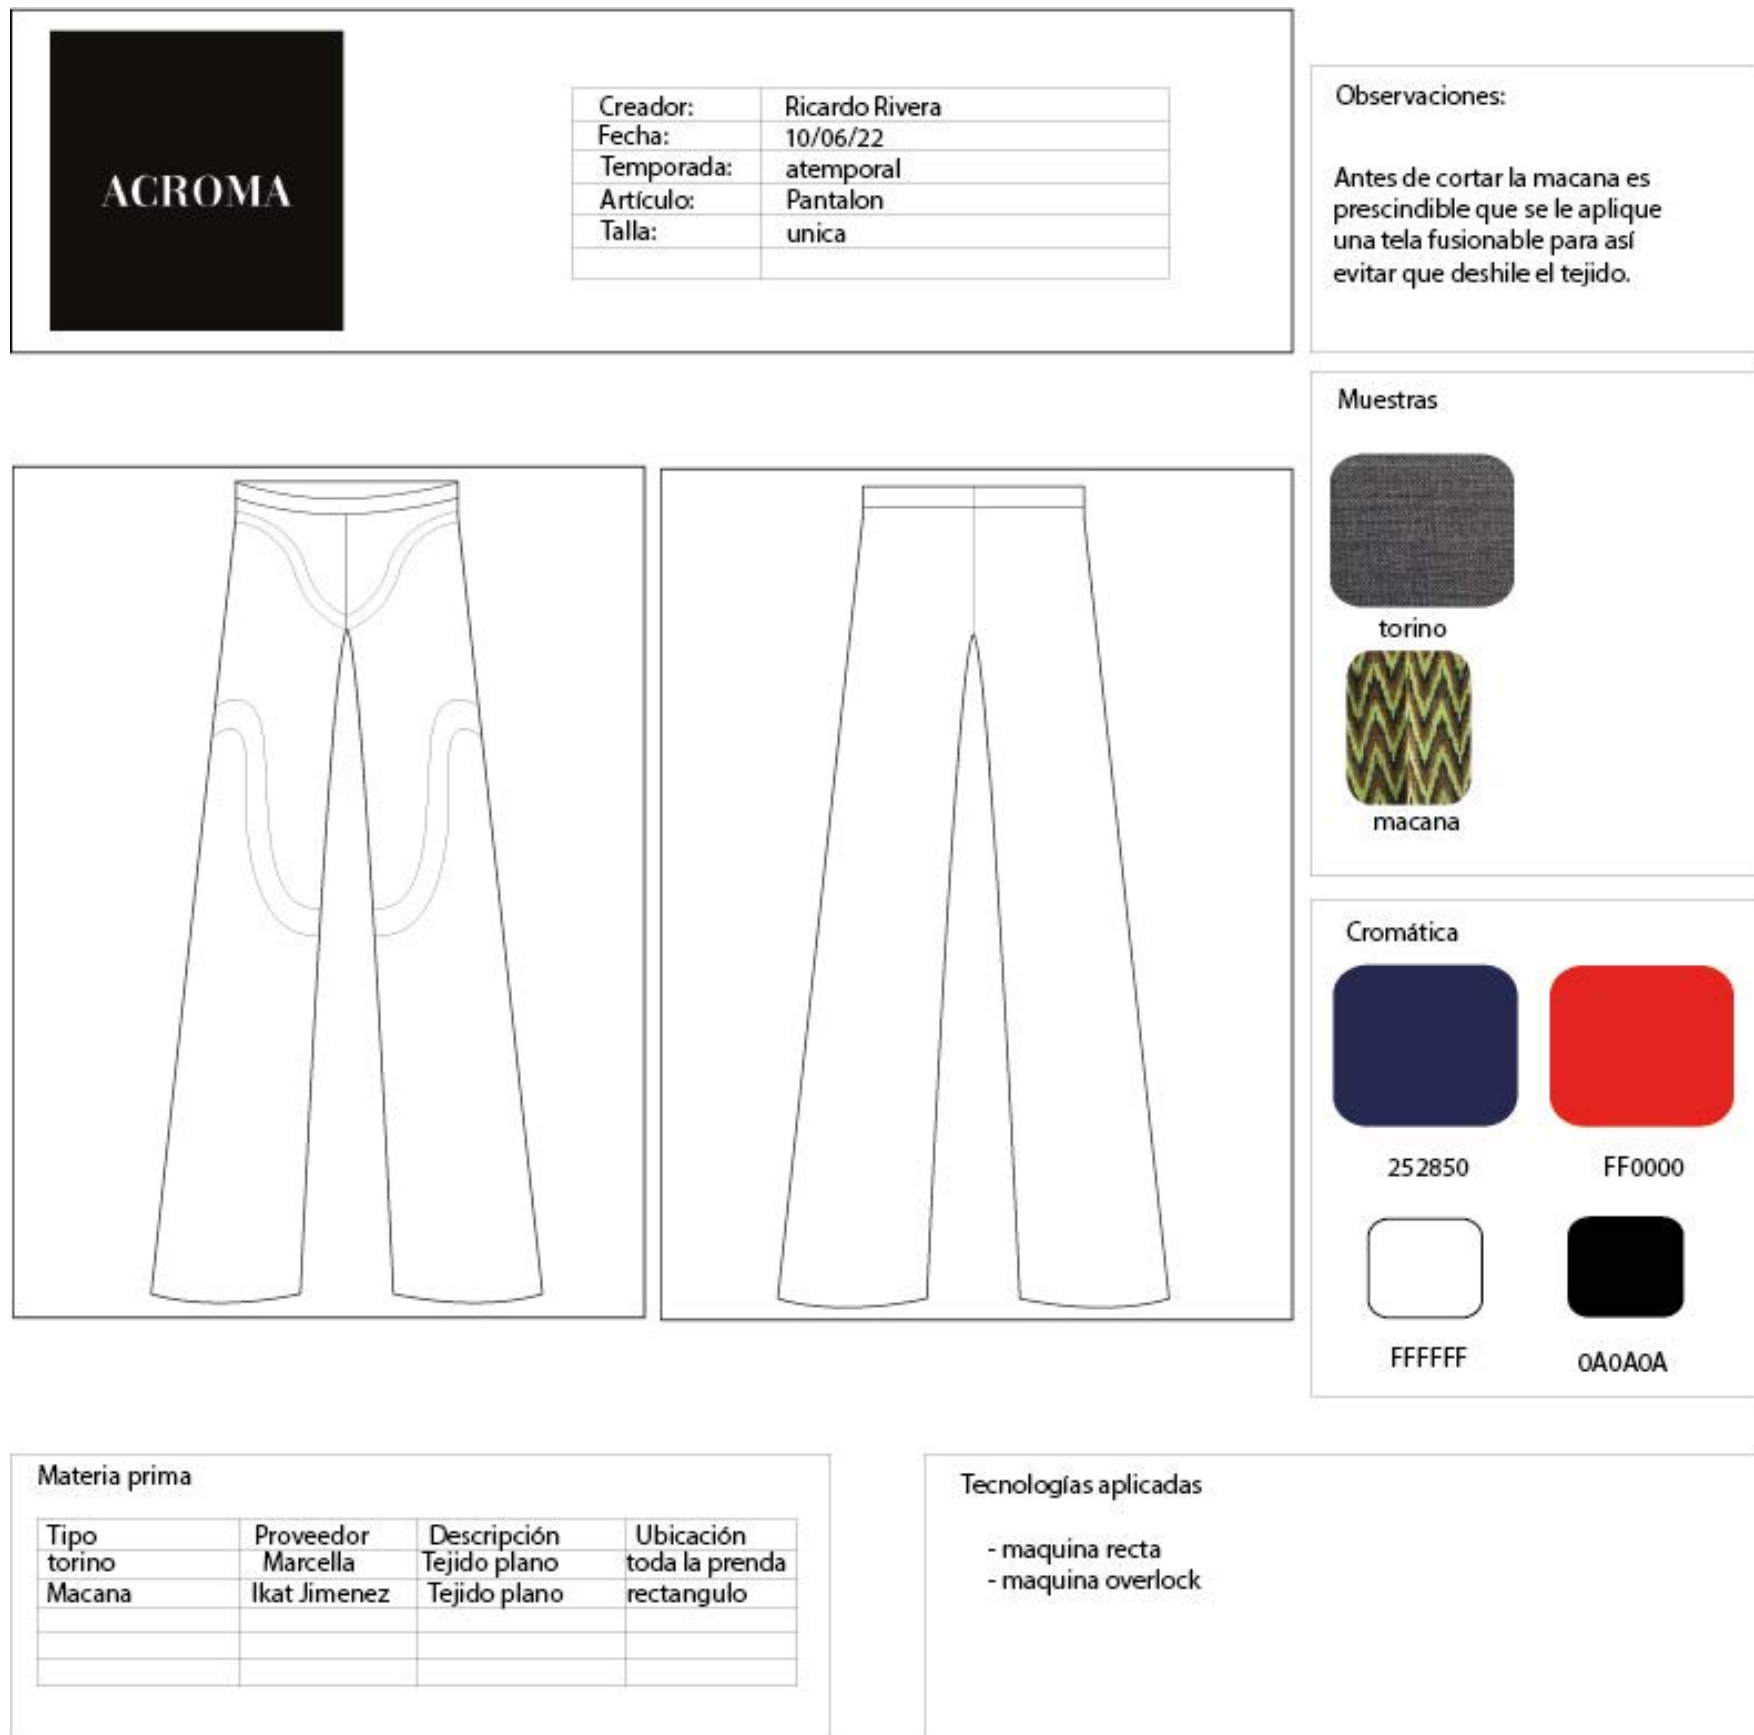 ACROMA
Creador: Ricardo Rivera
Fecha: 10/06/22
Temporada: atemporal
Artículo: Pantalon
Talla: unica
Observaciones:
Antes de cortar la macana es
prescindible que se le aplique
una tela fusionable para así
evitar que deshile el tejido.
Muestras
torino
macana
Cromática
252850 FF0000
FFFFFF 0A0A0A
Materia prima
Tipo Proveedor Descripción Ubicación
torino Marcella Tejido plano toda la prenda
Macana Ikat Jimenez Tejido plano rectangulo
Tecnologías aplicadas
- maquina recta
- maquina overlock